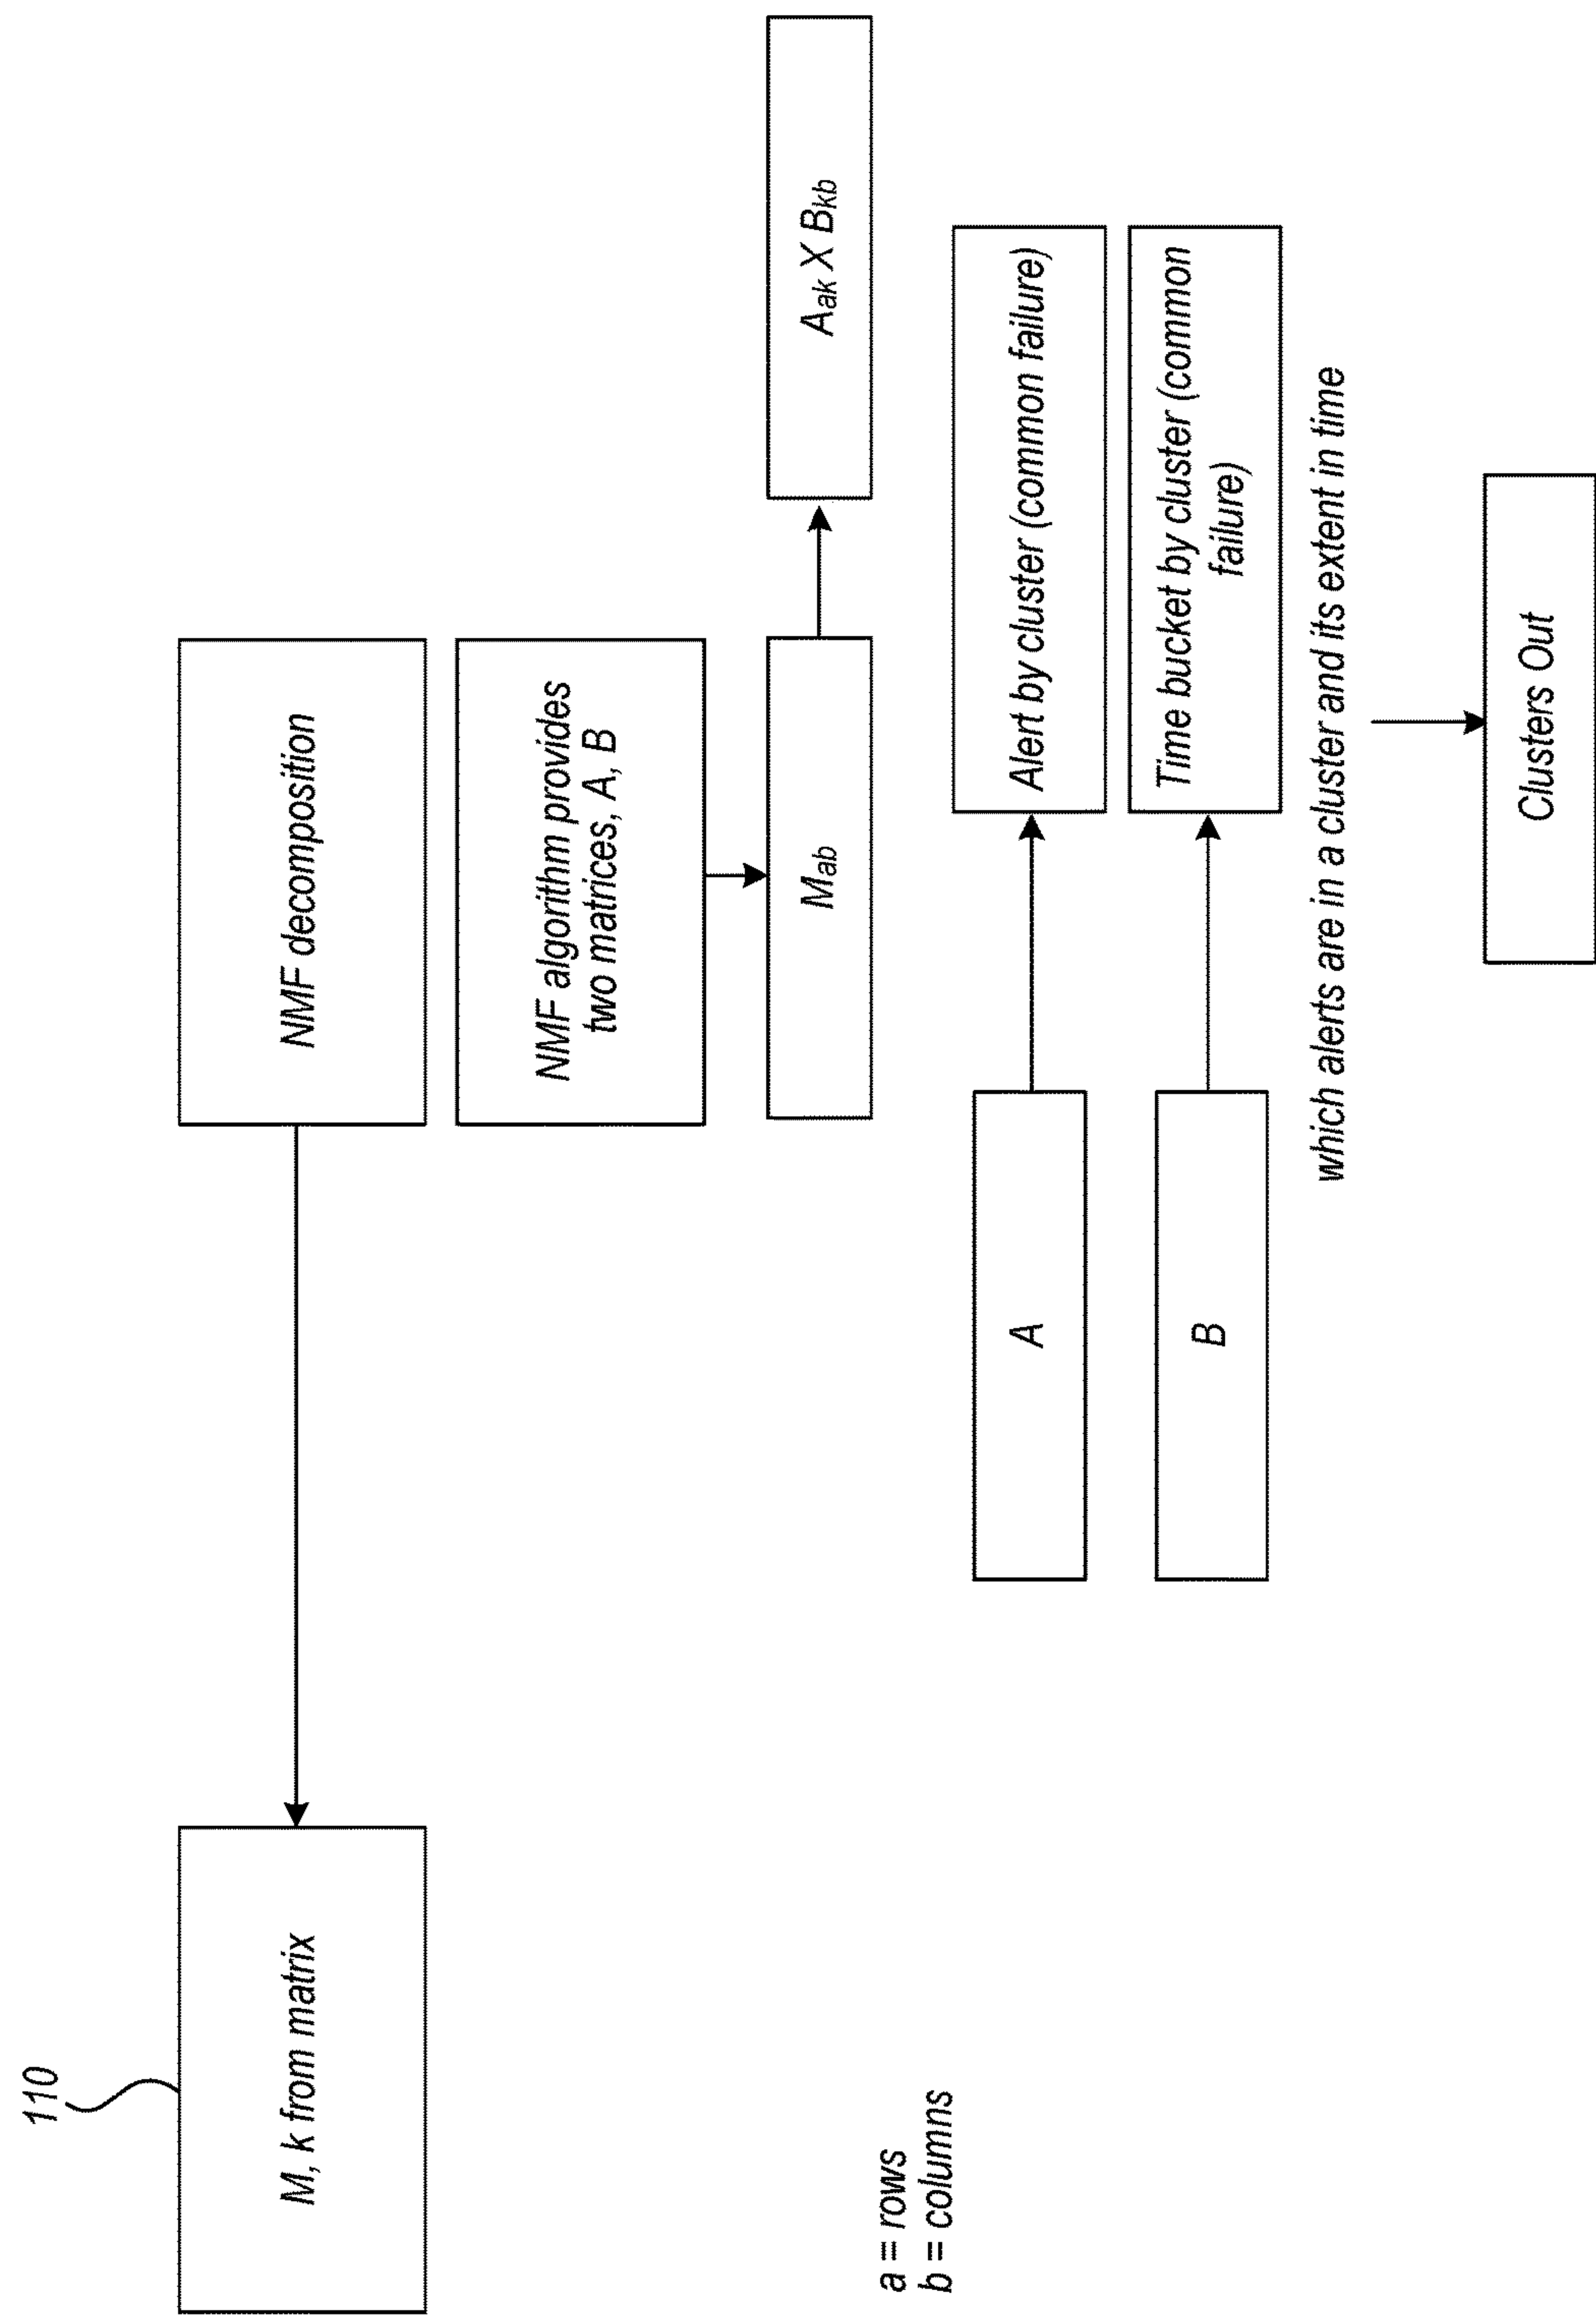 110
M, k from matrix
NMF decomposition
NMF algorithm provides
two matrices, A, B
Mab
Aak X Bkb
a = rows
b = columns
A
Alert by cluster (common failure)
B
Time bucket by cluster (common
failure)
which alerts are in a cluster and its extent in time
Clusters Out